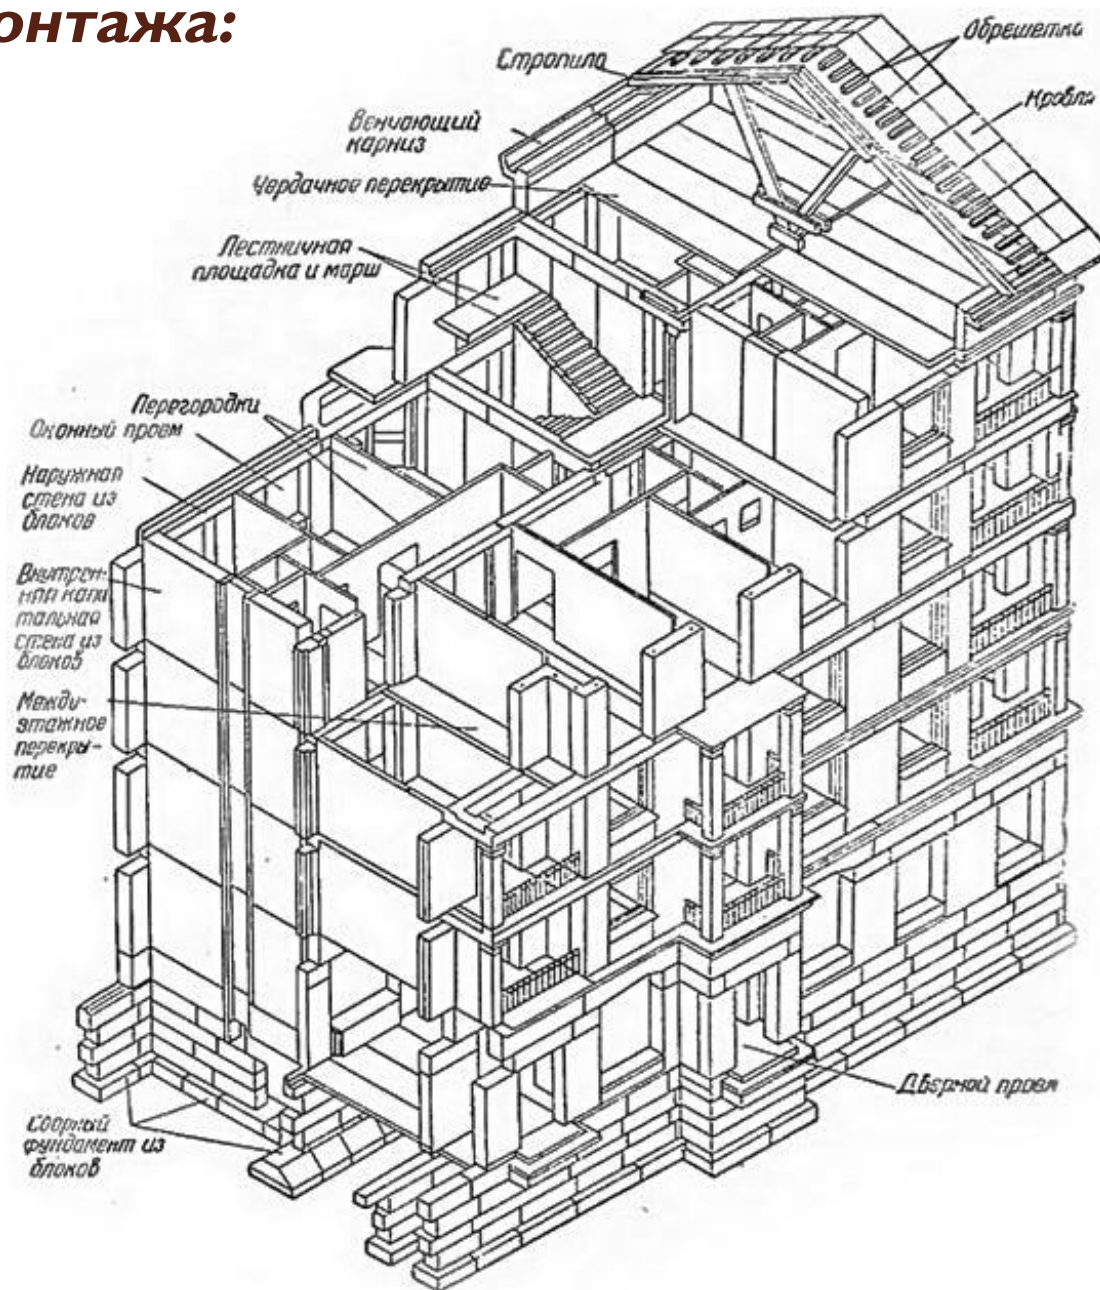 онтажа:
Обрешетка
Стропила
Кровля
Венчающий
карниз
Чердачное перекрытие
Лестничная
площадка и марш
Перегородки
Оконный проем
Наружная
стена из
блоков
Внутрен-
няя капи
тальная
стена из
блоков
Между-
этажное
перекры-
тие
Дверной проем
Сборный
фундамент из
блоков